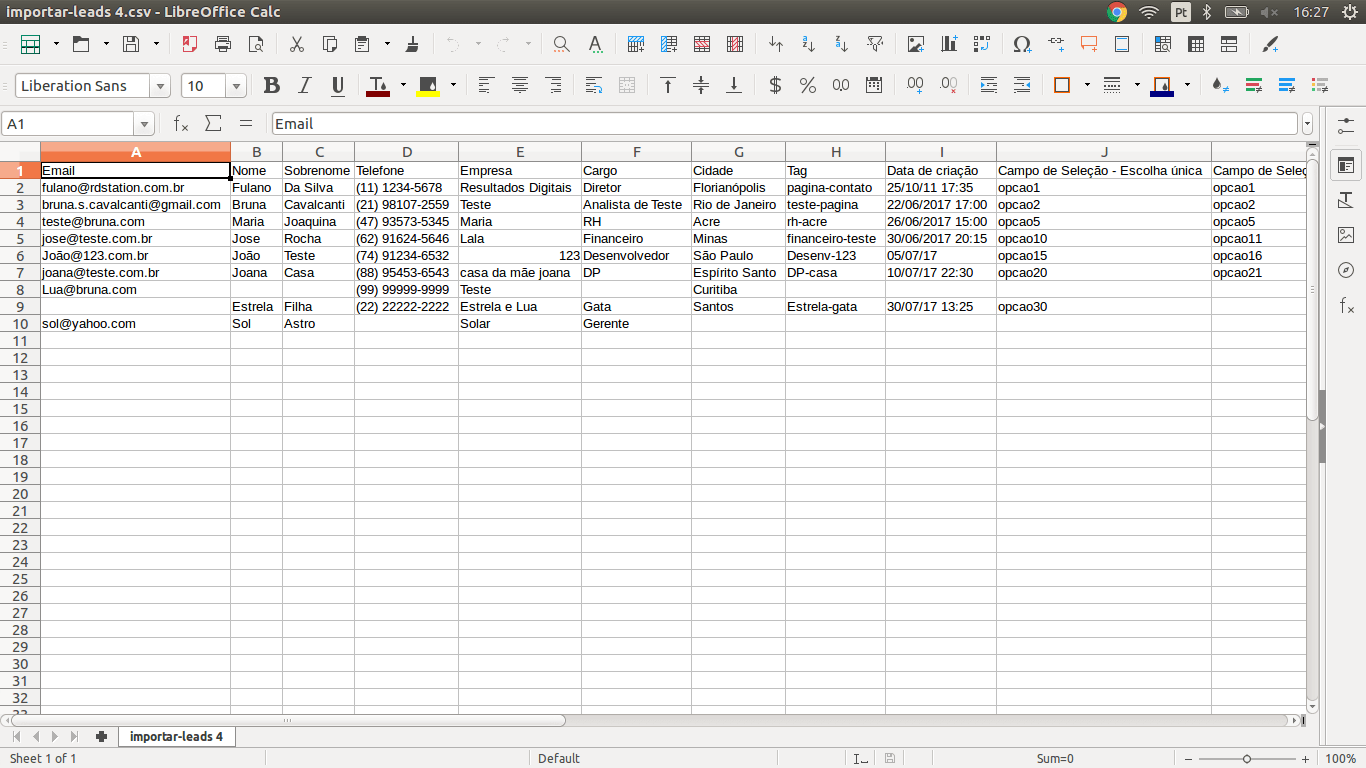 importar-leads 4.csv - LibreOffice Calc Pt 16:27
Liberation Sans 10
A1 Email
A B C D E F G H I J
1 Email Nome Sobrenome Telefone Empresa Cargo Cidade Tag Data de criação Campo de Seleção - Escolha única Campo de Seleç
2 fulano@rdstation.com.br Fulano Da Silva (11) 1234-5678 Resultados Digitais Diretor Florianópolis pagina-contato 25/10/11 17:35 opcao1 opcao1
3 bruna.s.cavalcanti@gmail.com Bruna Cavalcanti (21) 98107-2559 Teste Analista de Teste Rio de Janeiro teste-pagina 22/06/2017 17:00 opcao2 opcao2
4 teste@bruna.com Maria Joaquina (47) 93573-5345 Maria RH Acre rh-acre 26/06/2017 15:00 opcao5 opcao5
5 jose@teste.com.br Jose Rocha (62) 91624-5646 Lala Financeiro Minas financeiro-teste 30/06/2017 20:15 opcao10 opcao11
6 João@123.com.br João Teste (74) 91234-6532 123 Desenvolvedor São Paulo Desenv-123 05/07/17 opcao15 opcao16
7 joana@teste.com.br Joana Casa (88) 95453-6543 casa da mãe joana DP Espírito Santo DP-casa 10/07/17 22:30 opcao20 opcao21
8 Lua@bruna.com (99) 99999-9999 Teste Curitiba
9 Estrela Filha (22) 22222-2222 Estrela e Lua Gata Santos Estrela-gata 30/07/17 13:25 opcao30
10 sol@yahoo.com Sol Astro Solar Gerente
11
12
13
14
15
16
17
18
19
20
21
22
23
24
25
26
27
28
29
30
31
32
importar-leads 4
Sheet 1 of 1 Default Sum=0 100%